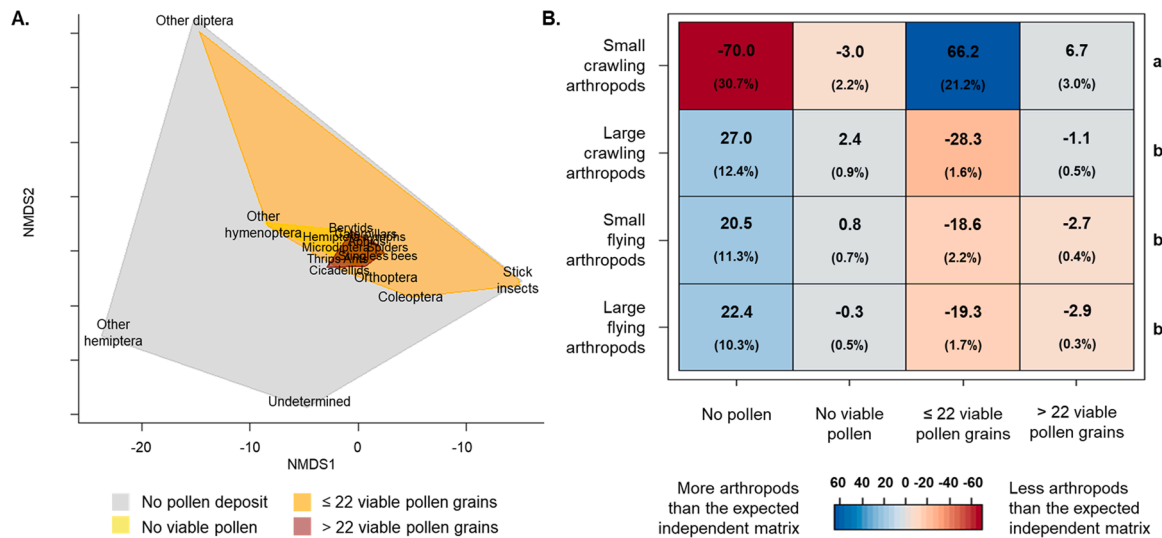 A.
Other diptera
Other
hymenoptera
Berytids
Microdiptera Spiders
Thrips Ants
Cicadellids
Orthoptera
Coleoptera
Stick
insects
Other
hemiptera
Undetermined
NMDS2
-20
-10
0
-10
NMDS1
No pollen deposit
≤ 22 viable pollen grains
No viable pollen
> 22 viable pollen grains
B.
Small
crawling
arthropods
-70.0
-3.0
66.2
6.7
(30.7%)
(2.2%)
(21.2%)
(3.0%)
a
Large
crawling
arthropods
27.0
2.4
-28.3
-1.1
(12.4%)
(0.9%)
(1.6%)
(0.5%)
b
Small
flying
arthropods
20.5
0.8
-18.6
-2.7
(11.3%)
(0.7%)
(2.2%)
(0.4%)
b
Large
flying
arthropods
22.4
-0.3
-19.3
-2.9
(10.3%)
(0.5%)
(1.7%)
(0.3%)
b
No pollen
No viable
pollen
≤ 22 viable
pollen grains
> 22 viable
pollen grains
More arthropods
than the expected
independent matrix
60 40 20 0 -20 -40 -60
Less arthropods
than the expected
independent matrix